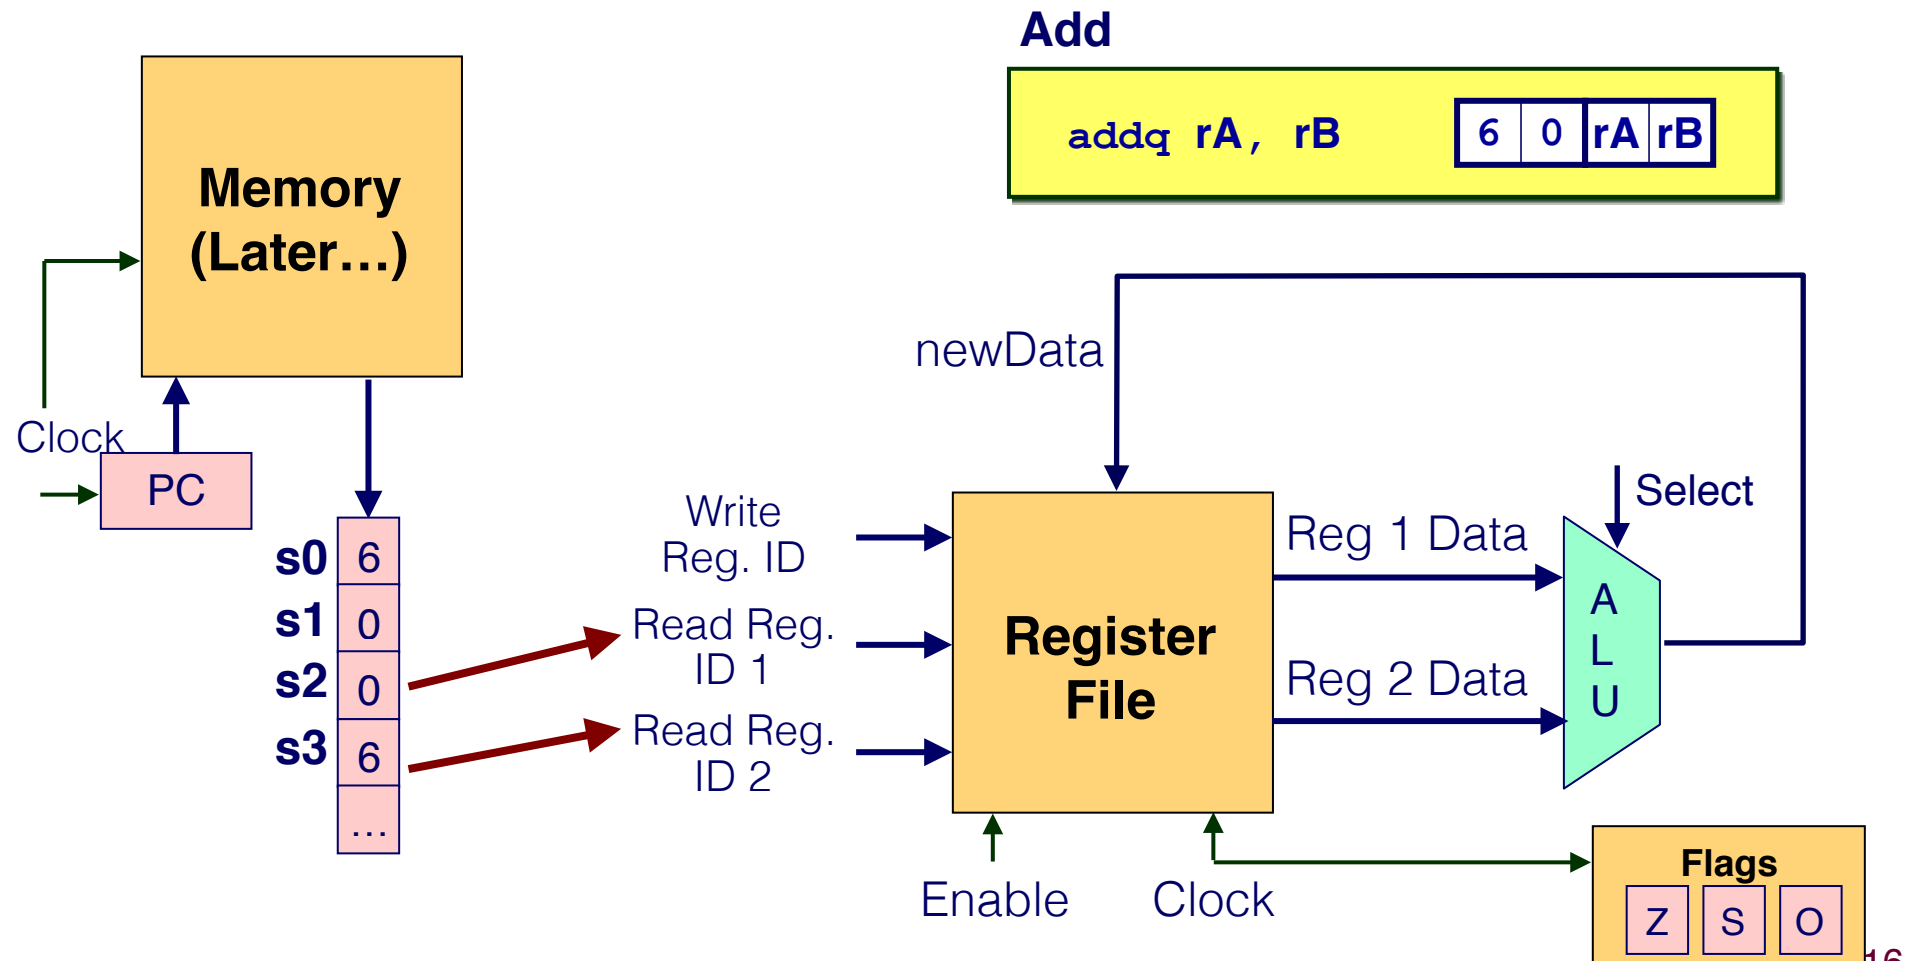 Add
addq rA, rB
6 0 rA rB
Memory
(Later…)
newData
Clock
PC
Select
Write
Reg. ID
Reg 1 Data
s0 6
s1 0
s2 0
s3 6
…
Read Reg.
ID 1
Read Reg.
ID 2
Register
File
Reg 2 Data
A
L
U
Enable
Clock
Flags
Z S O
16